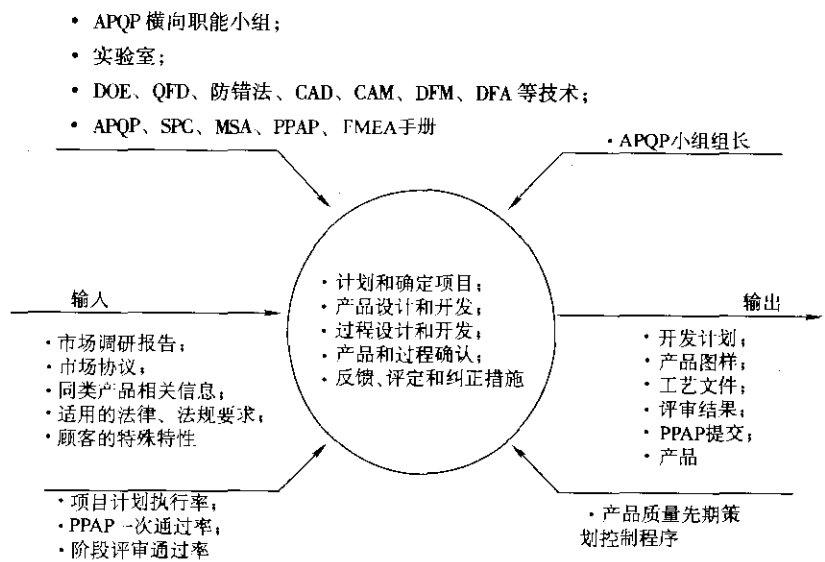 • APQP 横向职能小组；
• 实验室；
• DOE、QFD、防错法、CAD、CAM、DFM、DFA 等技术；
• APQP、SPC、MSA、PPAP、FMEA手册
・APQP小组组长
输入
・市场调研报告；
・市场协议；
・同类产品相关信息；
・适用的法律、法规要求；
・顾客的特殊特性
・计划和确定项目；
・产品设计和开发；
・过程设计和开发；
・产品和过程确认；
・反馈、评定和纠正措施
输出
・开发计划；
・产品图样；
・工艺文件；
・评审结果；
・PPAP提交；
・产品
・项目计划执行率；
・PPAP一次通过率；
・阶段评审通过率
・产品质量先期策
划控制程序